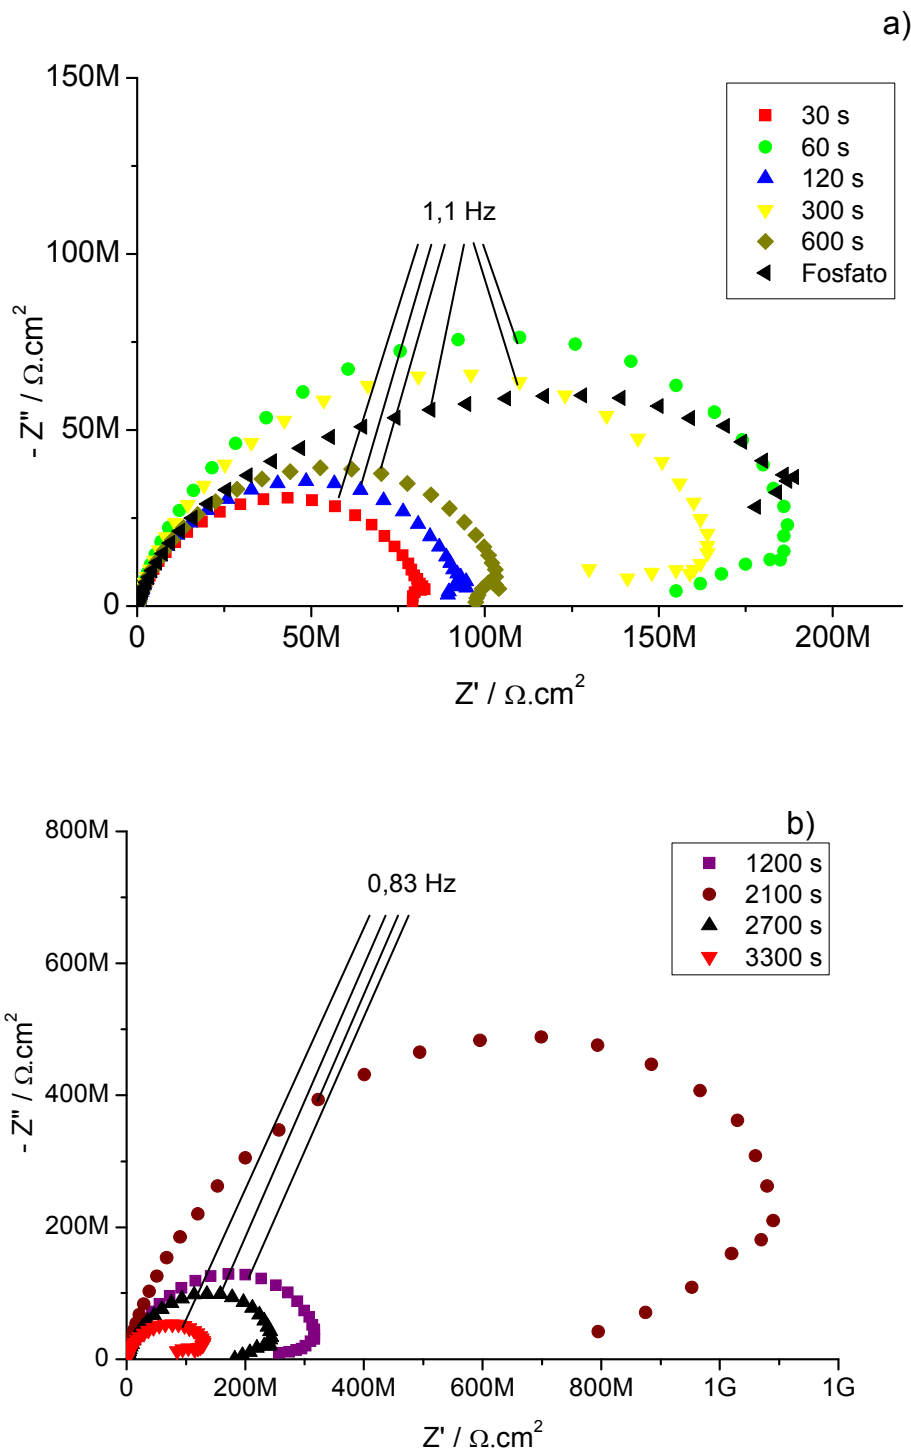 a)
150M
100M
50M
0
- Z'' / Ω.cm²
1,1 Hz
30 s
60 s
120 s
300 s
600 s
Fosfato
0 50M 100M 150M 200M
Z' / Ω.cm²
b)
800M
600M
400M
200M
0
- Z'' / Ω.cm²
0,83 Hz
1200 s
2100 s
2700 s
3300 s
0 200M 400M 600M 800M 1G 1G
Z' / Ω.cm²